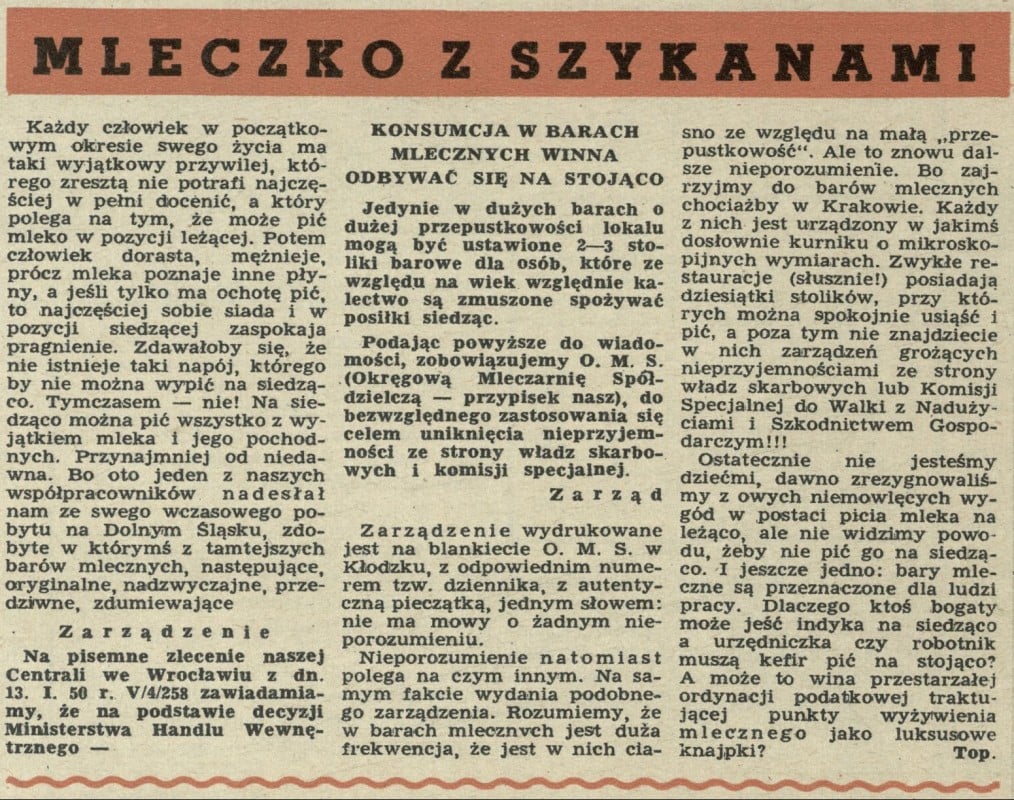 MLECZKO Z SZYKANAMI
Każdy człowiek w początko-
wym okresie swego życia ma
taki wyjątkowy przywilej, któ-
rego zresztą nie potrafi najczę-
ściej w pełni docenić, a który
polega na tym, że może pić
mleko w pozycji leżącej. Potem
człowiek dorasta, mężnieje,
prócz mleka poznaje inne pły-
ny, a jeśli tylko ma ochotę pić,
to najczęściej sobie siada i w
pozycji siedzącej zaspokaja
pragnienie. Zdawałoby się, że
nie istnieje taki napój, którego
by nie można wypić na siedzą-
co. Tymczasem — nie! Na sie-
dząco można pić wszystko z wy-
jątkiem mleka i jego pochod-
nych. Przynajmniej od nieda-
wna. Bo oto jeden z naszych
współpracowników nadesłał
nam ze swego wczasowego po-
bytu na Dolnym Śląsku, zdo-
byte w którymś z tamtejszych
barów mlecznych, następujące,
oryginalne, nadzwyczajne, prze-
dziwne, zdumiewające
Zarządzenie
Na pisemne zlecenie naszej
Centrali we Wrocławiu z dn.
13. I. 50 r. V/4/258 zawiadamia-
my, że na podstawie decyzji
Ministerstwa Handlu Wewnę-
trznego —
KONSUMCJA W BARACH
MLECZNYCH WINNA
ODBYWAĆ SIĘ NA STOJĄCO
Jedynie w dużych barach o
dużej przepustkowości lokalu
mogą być ustawione 2—3 sto-
liki barowe dla osób, które ze
względu na wiek względnie ka-
lectwo są zmuszone spożywać
posiłki siedząc.
Podając powyższe do wiado-
mości, zobowiązujemy O. M. S.
(Okręgową Mleczarnię Spół-
dzielczą — przypisek nasz), do
bezwzględnego zastosowania się
celem uniknięcia nieprzyjem-
ności ze strony władz skarbo-
wych i komisji specjalnej.
Zarząd
Zarządzenie wydrukowane
jest na blankiecie O. M. S. w
Kłodzku, z odpowiednim nume-
rem tzw. dziennika, z autenty-
czną pieczątką, jednym słowem:
nie ma mowy o żadnym nie-
porozumieniu.
Nieporozumienie natomiast
polega na czym innym. Na sa-
mym fakcie wydania podobne-
go zarządzenia. Rozumiemy, że
w barach mlecznych jest duża
frekwencja, że jest w nich cia-
sno ze względu na małą „prze-
pustkowość“. Ale to znowu dal-
sze nieporozumienie. Bo zaj-
rzyjmy do barów mlecznych
chociażby w Krakowie. Każdy
z nich jest urządzony w jakimś
dosłownie kurniku o mikrosko-
pijnych wymiarach. Zwykłe re-
stauracje (słusznie!) posiadają
dziesiątki stolików, przy któ-
rych można spokojnie usiąść i
pić, a poza tym nie znajdziecie
w nich zarządzeń grożących
nieprzyjemnościami ze strony
władz skarbowych lub Komisji
Specjalnej do Walki z Naduży-
ciami i Szkodnictwem Gospo-
darczym!!!
Ostatecznie nie jesteśmy
dziećmi, dawno zrezygnowaliś-
my z owych niemowlęcych wy-
gód w postaci picia mleka na
leżąco, ale nie widzimy powo-
du, żeby nie pić go na siedzą-
co. I jeszcze jedno: bary mle-
czne są przeznaczone dla ludzi
pracy. Dlaczego ktoś bogaty
może jeść indyka na siedząco
a urzędniczka czy robotnik
muszą kefir pić na stojąco?
A może to wina przestarzałej
ordynacji podatkowej traktu-
jącej punkty wyżywienia
mlecznego jako luksusowe
knajpki? Top.